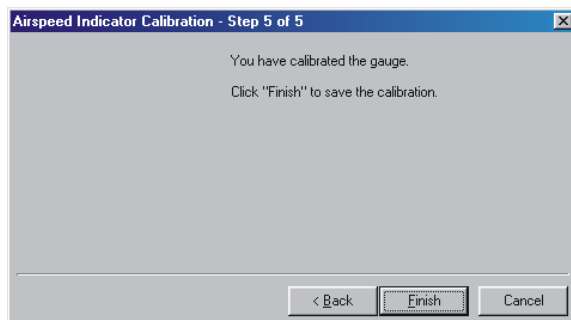 Airspeed Indicator Calibration - Step 5 of 5
You have calibrated the gauge.
Click "Finish" to save the calibration.
< Back
Finish
Cancel